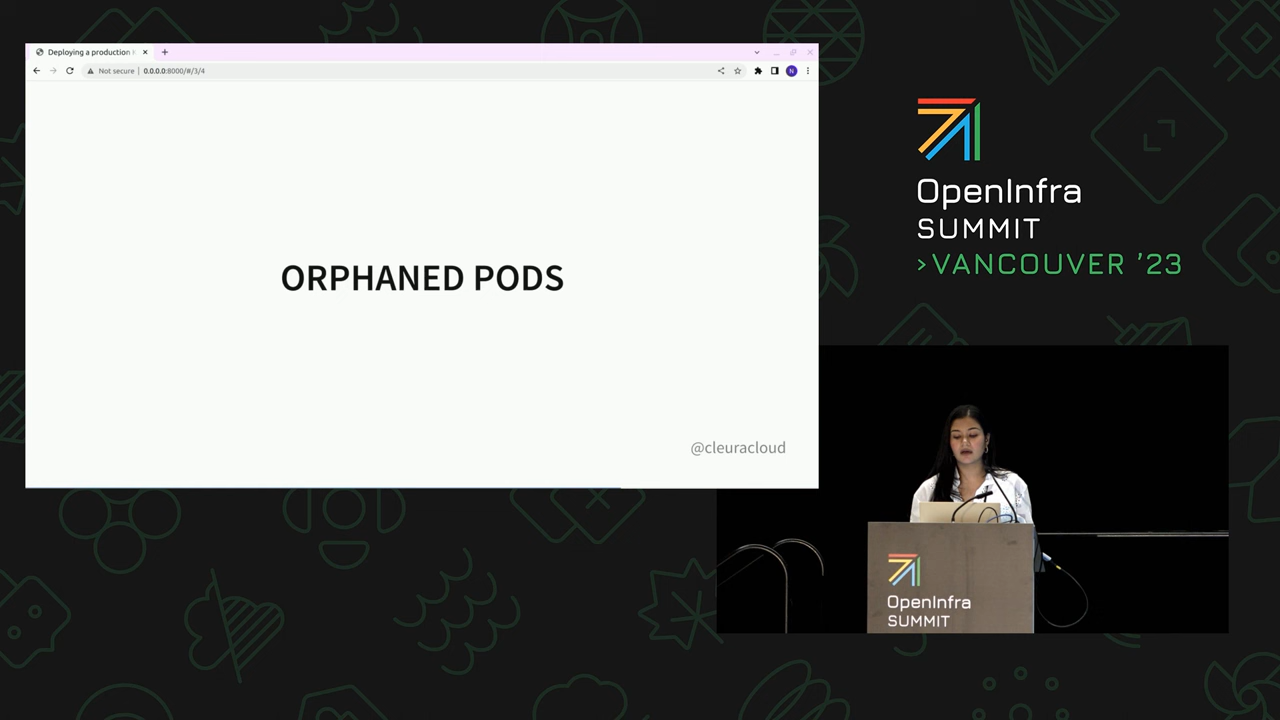 Deploying a production
Not secure
0.0.0.0:8000/#/3/4
N
ORPHANED PODS
@cleuracloud
OpenInfra
SUMMIT
>VANCOUVER ’23
OpenInfra
SUMMIT